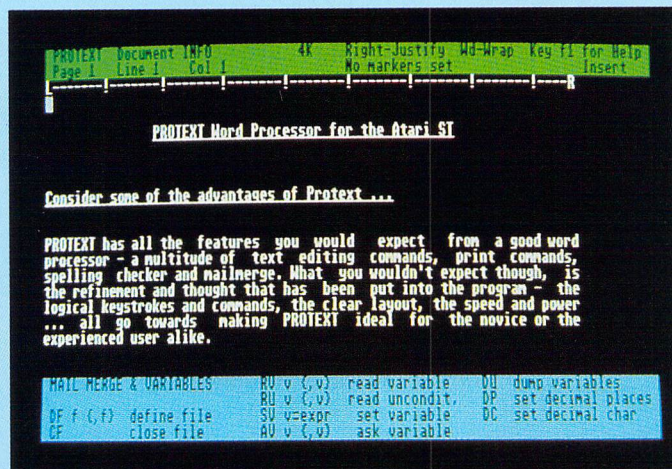 PROTEXT Document INFO 4K Right-Justify Wd-Wrap Key f1 for Help
Page 1 Line 1 Col 1 No markers set Insert
L-----!-----!-----!-----!-----!-----!-----!-----!-----R
PROTEXT Word Processor for the Atari ST
Consider some of the advantages of Protext ...
PROTEXT has all the features you would expect from a good word
processor - a multitude of text editing commands, print commands,
spelling checker and mailmerge. What you wouldn't expect though, is
the refinement and thought that has been put into the program - the
logical keystrokes and commands, the clear layout, the speed and power
... all go towards making PROTEXT ideal for the novice or the
experienced user alike.
MAIL MERGE & VARIABLES RV v {,v} read variable DU dump variables
RU v {,v} read uncondit. DP set decimal places
DF f {,f} define file SV v=expr set variable DC set decimal char
CF close file AV v {,v} ask variable